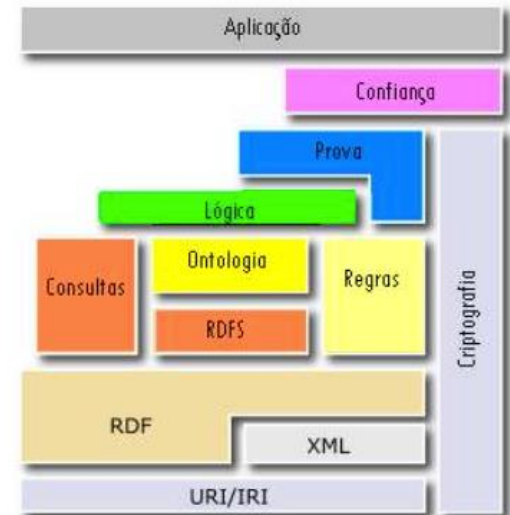 Aplicação
Confiança
Prova
Lógica
Consultas
Ontologia
Regras
RDFS
Criptografia
RDF
XML
URI/IRI